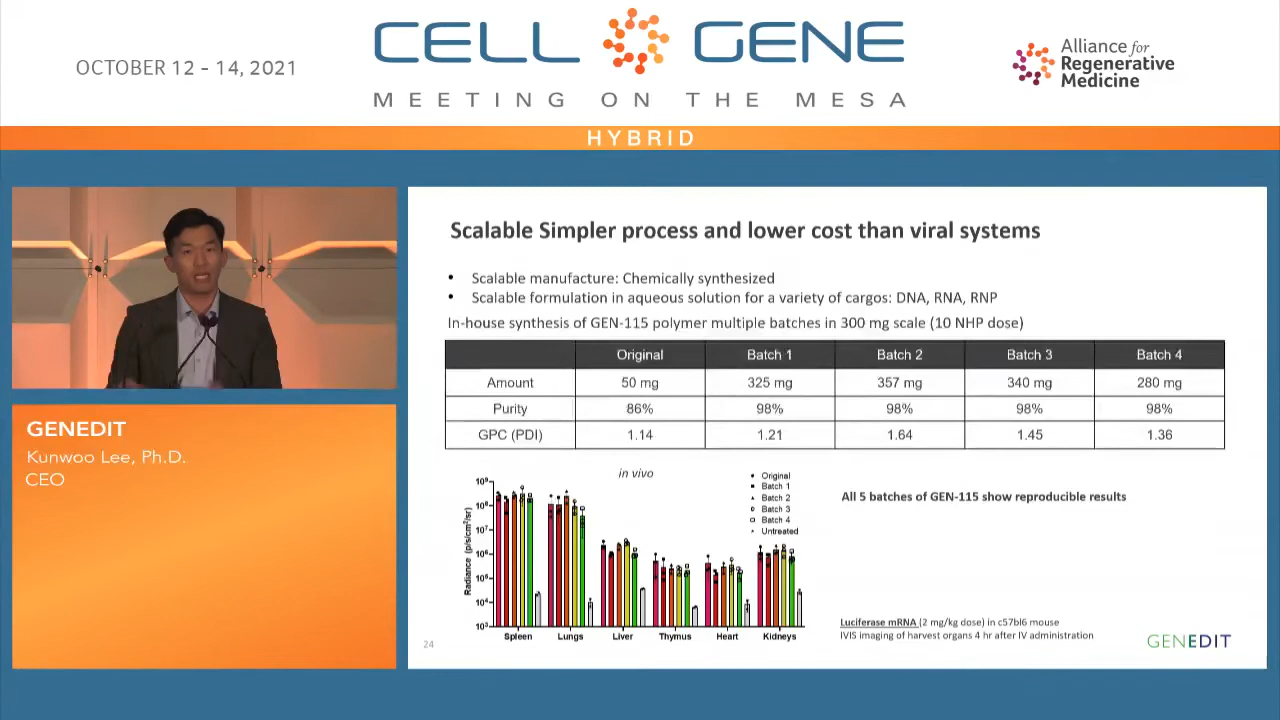 OCTOBER 12 - 14, 2021
CELL GENE
MEETING ON THE MESA
Alliance for
Regenerative
Medicine
HYBRID
GENEDIT
Kunwoo Lee, Ph.D.
CEO
Scalable Simpler process and lower cost than viral systems
• Scalable manufacture: Chemically synthesized
• Scalable formulation in aqueous solution for a variety of cargos: DNA, RNA, RNP
In-house synthesis of GEN-115 polymer multiple batches in 300 mg scale (10 NHP dose)
Original Batch 1 Batch 2 Batch 3 Batch 4
Amount 50 mg 325 mg 357 mg 340 mg 280 mg
Purity 86% 98% 98% 98% 98%
GPC (PDI) 1.14 1.21 1.64 1.45 1.36
in vivo
Radiance (p/s/cm²/sr)
10⁹
10⁸
10⁷
10⁶
10⁵
10⁴
10³
Original
Batch 1
Batch 2
Batch 3
Batch 4
Untreated
Spleen Lungs Liver Thymus Heart Kidneys
All 5 batches of GEN-115 show reproducible results
Luciferase mRNA (2 mg/kg dose) in c57bl6 mouse
IVIS imaging of harvest organs 4 hr after IV administration
24
GENEDIT